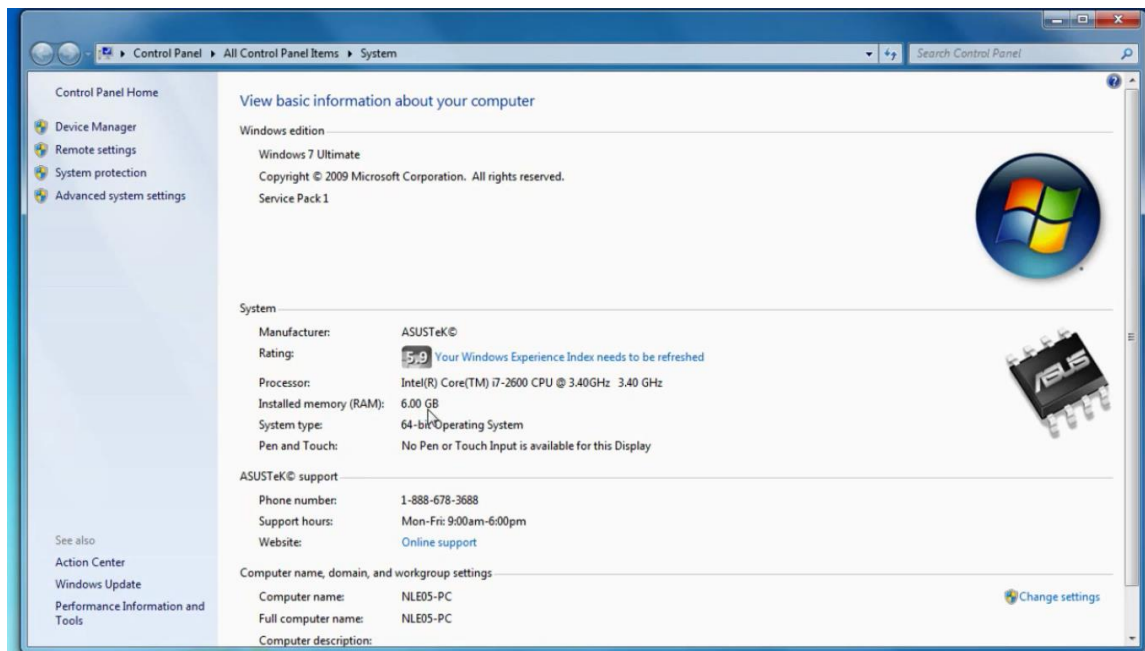 Control Panel ▸ All Control Panel Items ▸ System
Search Control Panel
Control Panel Home
Device Manager
Remote settings
System protection
Advanced system settings
See also
Action Center
Windows Update
Performance Information and
Tools
View basic information about your computer
Windows edition
Windows 7 Ultimate
Copyright © 2009 Microsoft Corporation. All rights reserved.
Service Pack 1
System
Manufacturer: ASUSTeK©
Rating: 5.9 Your Windows Experience Index needs to be refreshed
Processor: Intel(R) Core(TM) i7-2600 CPU @ 3.40GHz 3.40 GHz
Installed memory (RAM): 6.00 GB
System type: 64-bit Operating System
Pen and Touch: No Pen or Touch Input is available for this Display
ASUS
ASUSTeK© support
Phone number: 1-888-678-3688
Support hours: Mon-Fri: 9:00am-6:00pm
Website: Online support
Computer name, domain, and workgroup settings
Computer name: NLE05-PC
Change settings
Full computer name: NLE05-PC
Computer description: